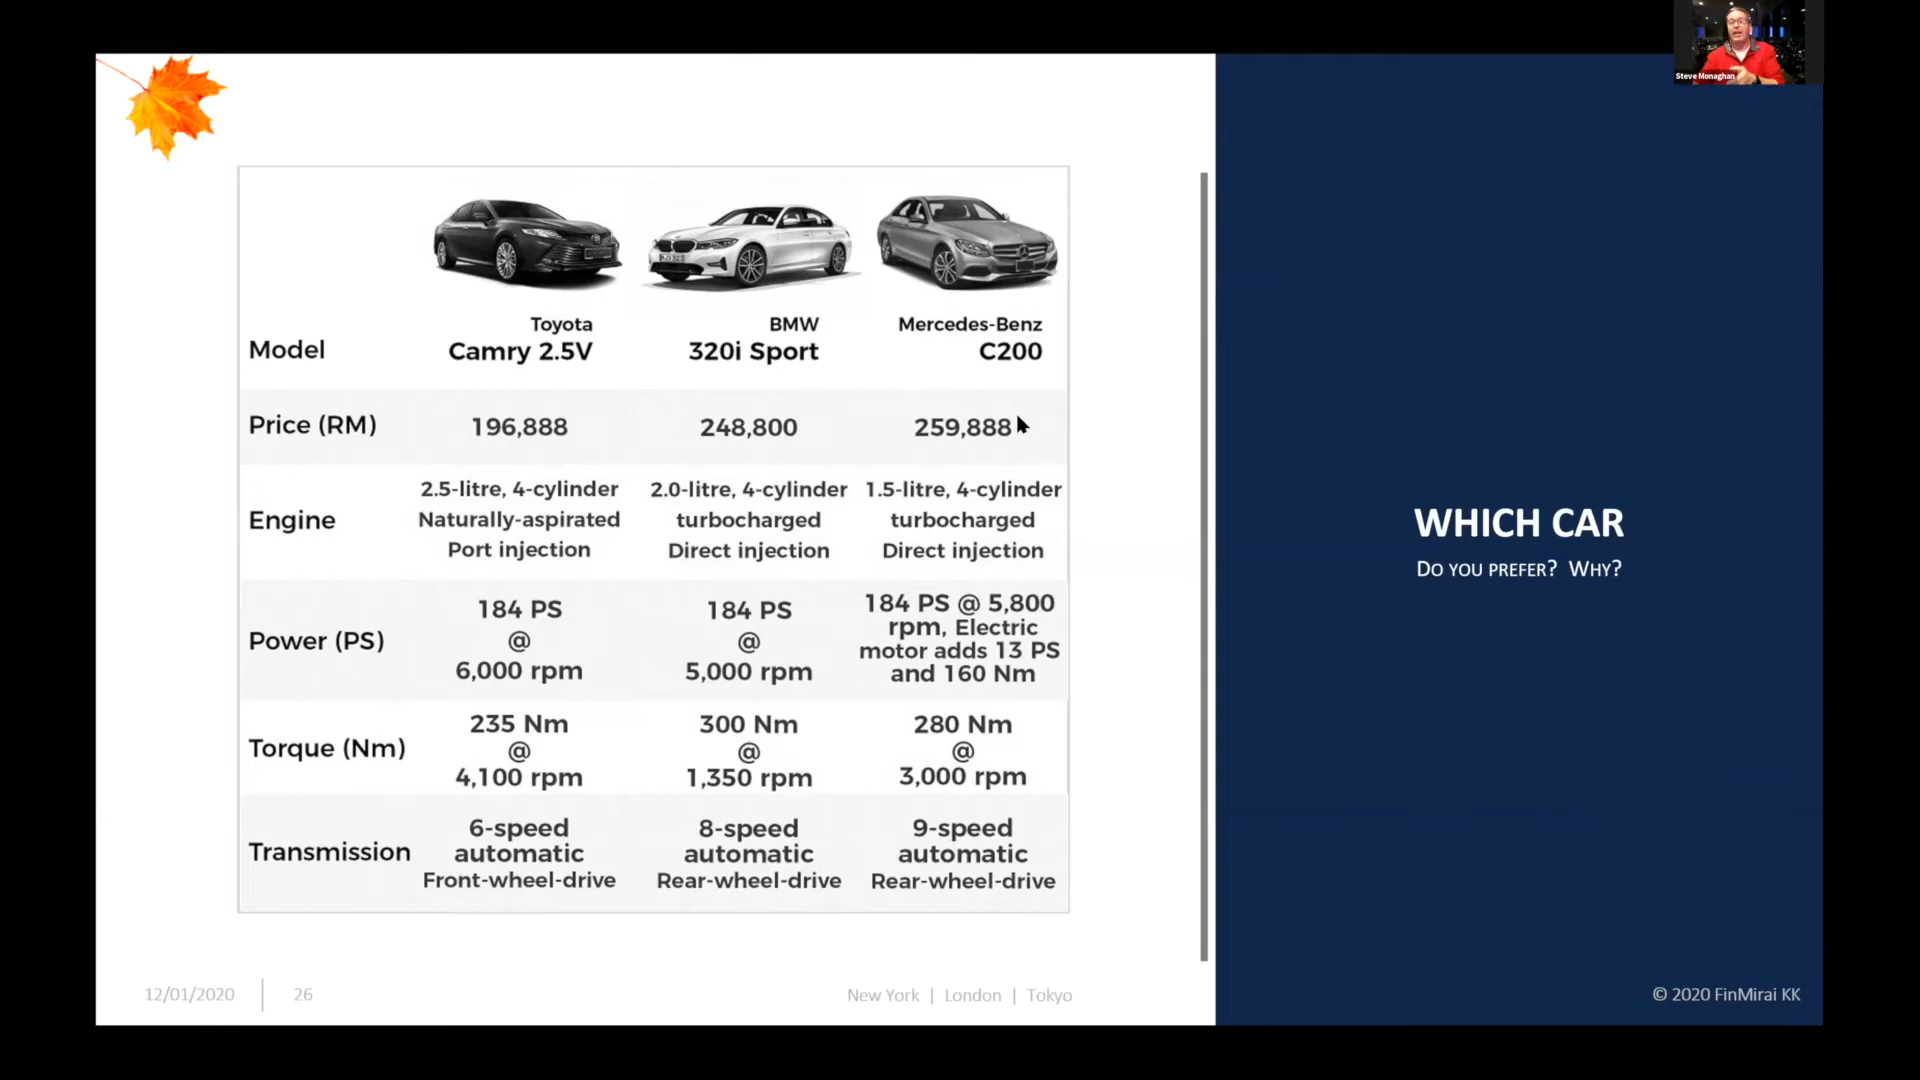 Steve Monaghan
Toyota
BMW
Mercedes-Benz
Model
Camry 2.5V
320i Sport
C200
Price (RM)
196,888
248,800
259,888
Engine
2.5-litre, 4-cylinder
Naturally-aspirated
Port injection
2.0-litre, 4-cylinder
turbocharged
Direct injection
1.5-litre, 4-cylinder
turbocharged
Direct injection
Power (PS)
184 PS
@
6,000 rpm
184 PS
@
5,000 rpm
184 PS @ 5,800
rpm, Electric
motor adds 13 PS
and 160 Nm
Torque (Nm)
235 Nm
@
4,100 rpm
300 Nm
@
1,350 rpm
280 Nm
@
3,000 rpm
Transmission
6-speed
automatic
Front-wheel-drive
8-speed
automatic
Rear-wheel-drive
9-speed
automatic
Rear-wheel-drive
WHICH CAR
DO YOU PREFER? WHY?
12/01/2020
26
New York | London | Tokyo
© 2020 FinMirai KK